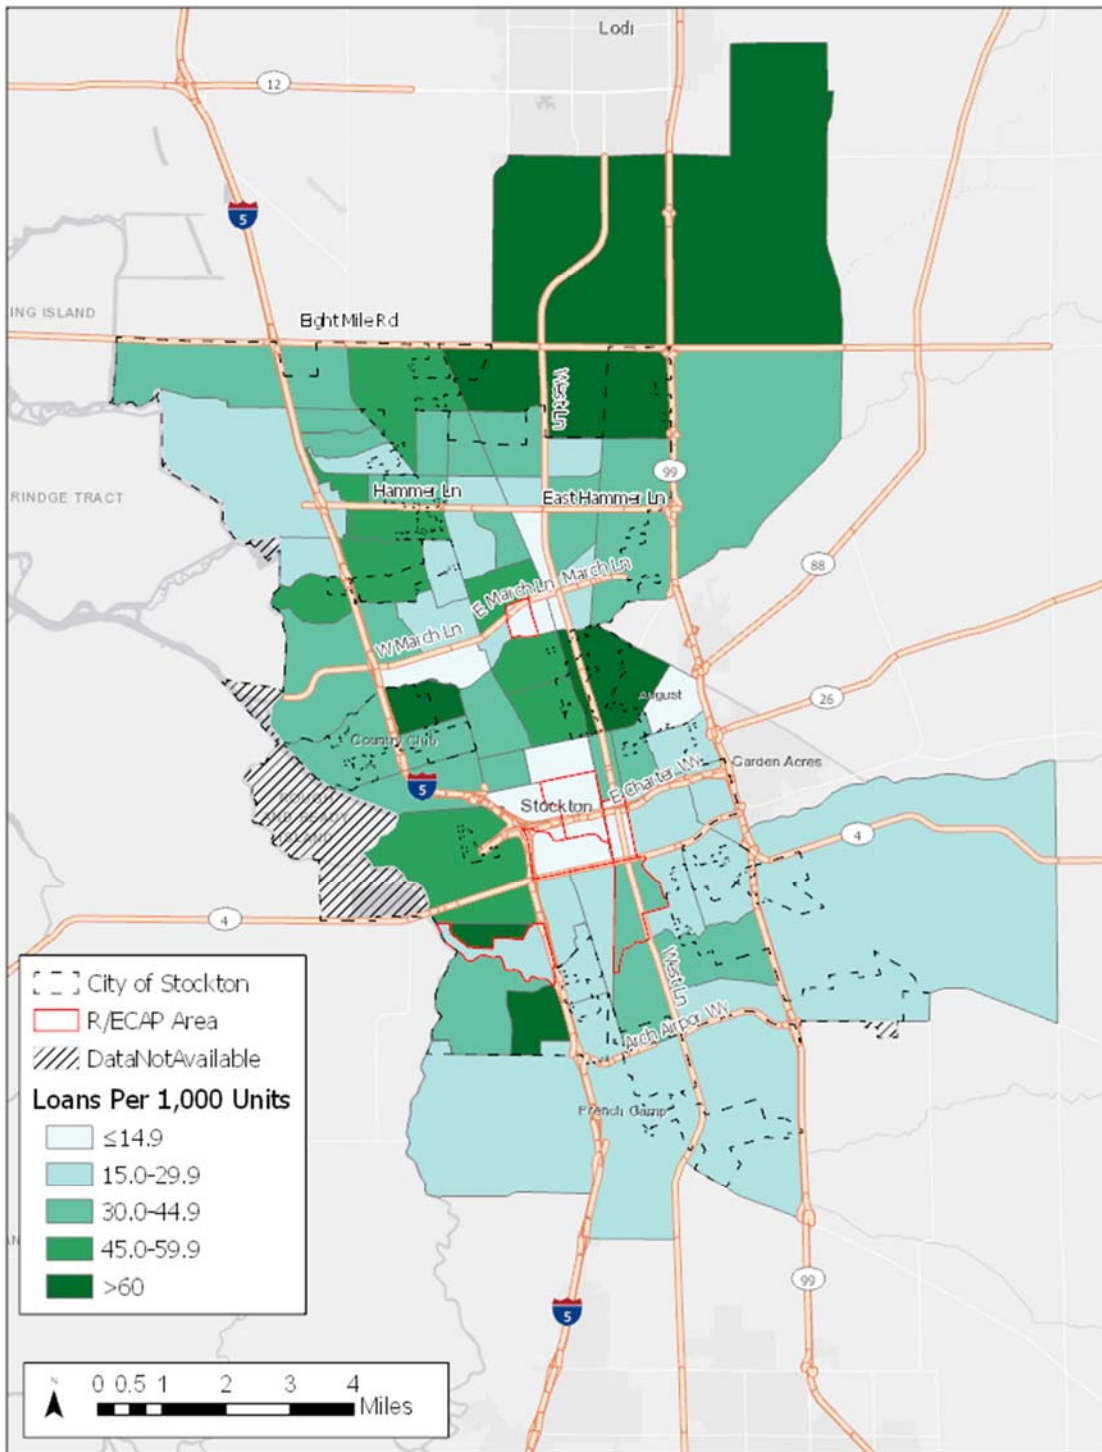 Lodi
12
5
ING ISLAND
Eight Mile Rd
West Ln
RINDGE TRACT
Hammer Ln
East Hammer Ln
99
88
E March Ln
March Ln
W March Ln
26
August
Country Club
Garden Acres
5
E Charter Wy
Stockton
4
4
West Ln
Arch Airpor Wy
French Camp
City of Stockton
R/ECAP Area
DataNotAvailable
Loans Per 1,000 Units
≤14.9
15.0-29.9
30.0-44.9
45.0-59.9
>60
99
5
N
0 0.5 1 2 3 4
Miles